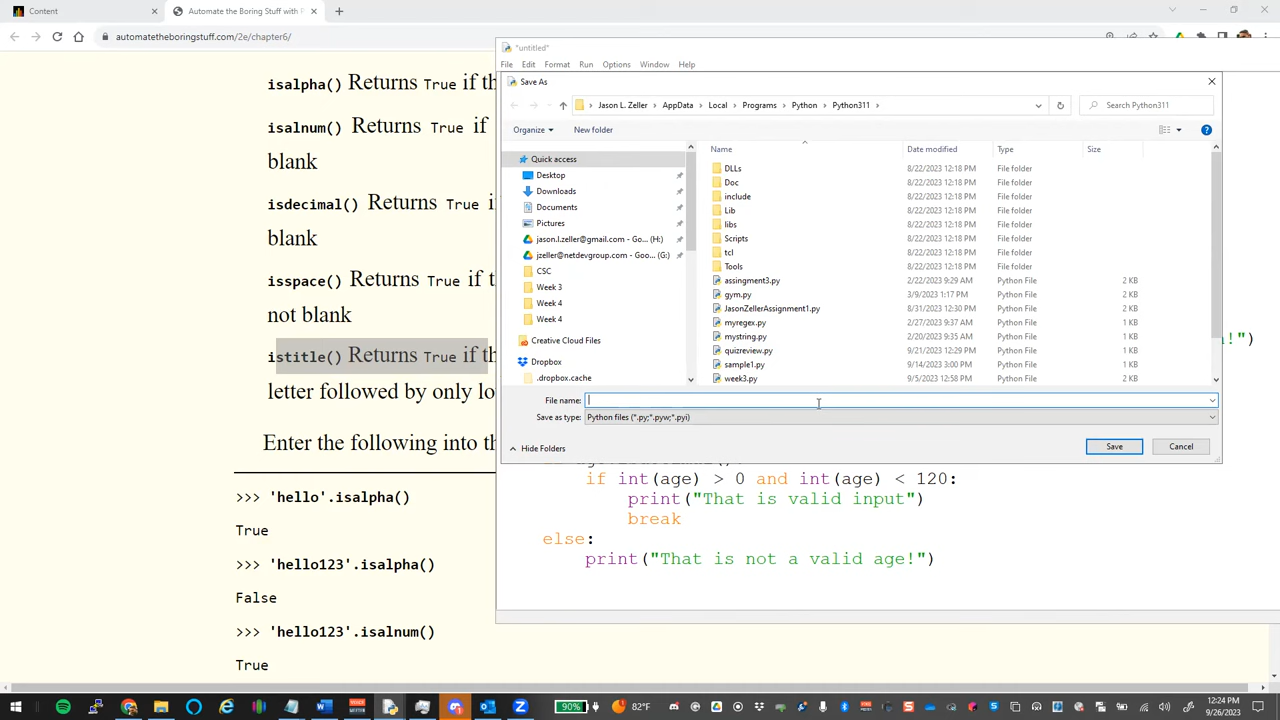 Content
Automate the Boring Stuff with P
automatetheboringstuff.com/2e/chapter6/
isalpha() Returns True if th
isalnum() Returns True if
blank
isdecimal() Returns True i
blank
isspace() Returns True if t
not blank
istitle() Returns True if th
letter followed by only lo
Enter the following into th
>>> 'hello'.isalpha()
True
>>> 'hello123'.isalpha()
False
>>> 'hello123'.isalnum()
True
*untitled*
File Edit Format Run Options Window Help
Save As
Jason L. Zeller > AppData > Local > Programs > Python > Python311 >
Search Python311
Organize
New folder
Quick access
Desktop
Downloads
Documents
Pictures
jason.l.zeller@gmail.com - Go... (H:)
jzeller@netdevgroup.com - Goo... (G:)
CSC
Week 3
Week 4
Week 4
Creative Cloud Files
Dropbox
.dropbox.cache
Name Date modified Type Size
DLLs 8/22/2023 12:18 PM File folder
Doc 8/22/2023 12:18 PM File folder
include 8/22/2023 12:18 PM File folder
Lib 8/22/2023 12:18 PM File folder
libs 8/22/2023 12:18 PM File folder
Scripts 8/22/2023 12:18 PM File folder
tcl 8/22/2023 12:18 PM File folder
Tools 8/22/2023 12:18 PM File folder
assingment3.py 2/22/2023 9:29 AM Python File 2 KB
gym.py 3/9/2023 1:17 PM Python File 2 KB
JasonZellerAssignment1.py 8/31/2023 12:30 PM Python File 2 KB
myregex.py 2/27/2023 9:37 AM Python File 1 KB
mystring.py 2/20/2023 9:35 AM Python File 1 KB
quizreview.py 9/21/2023 12:29 PM Python File 1 KB
sample1.py 9/14/2023 3:00 PM Python File 1 KB
week3.py 9/5/2023 12:58 PM Python File 1 KB
File name:
Save as type: Python files (*.py;*.pyw;*.pyi)
Hide Folders
Save
Cancel
!")
if int(age) > 0 and int(age) < 120:
print("That is valid input")
break
else:
print("That is not a valid age!")
90%
82°F
12:24 PM
9/26/2023